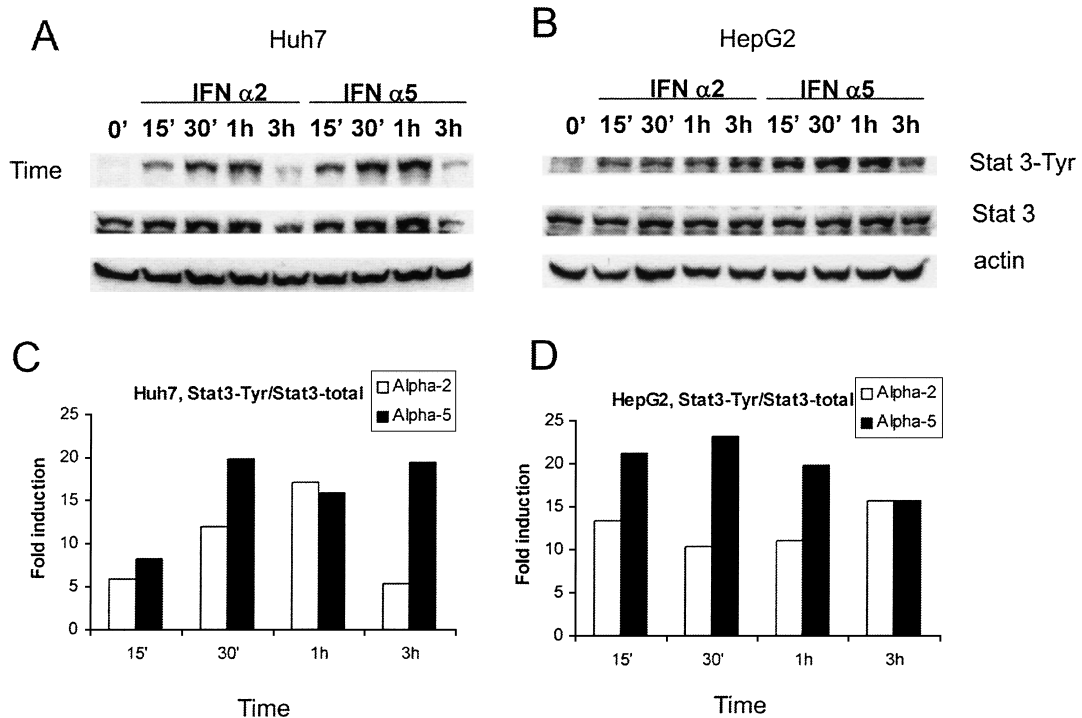 A
Huh7
IFN α2 IFN α5
0' 15' 30' 1h 3h 15' 30' 1h 3h
Time
B
HepG2
IFN α2 IFN α5
0' 15' 30' 1h 3h 15' 30' 1h 3h
Stat 3-Tyr
Stat 3
actin
C
Huh7, Stat3-Tyr/Stat3-total
Alpha-2
Alpha-5
Fold induction
25
20
15
10
5
0
15' 30' 1h 3h
Time
D
HepG2, Stat3-Tyr/Stat3-total
Alpha-2
Alpha-5
Fold induction
25
20
15
10
5
0
15' 30' 1h 3h
Time